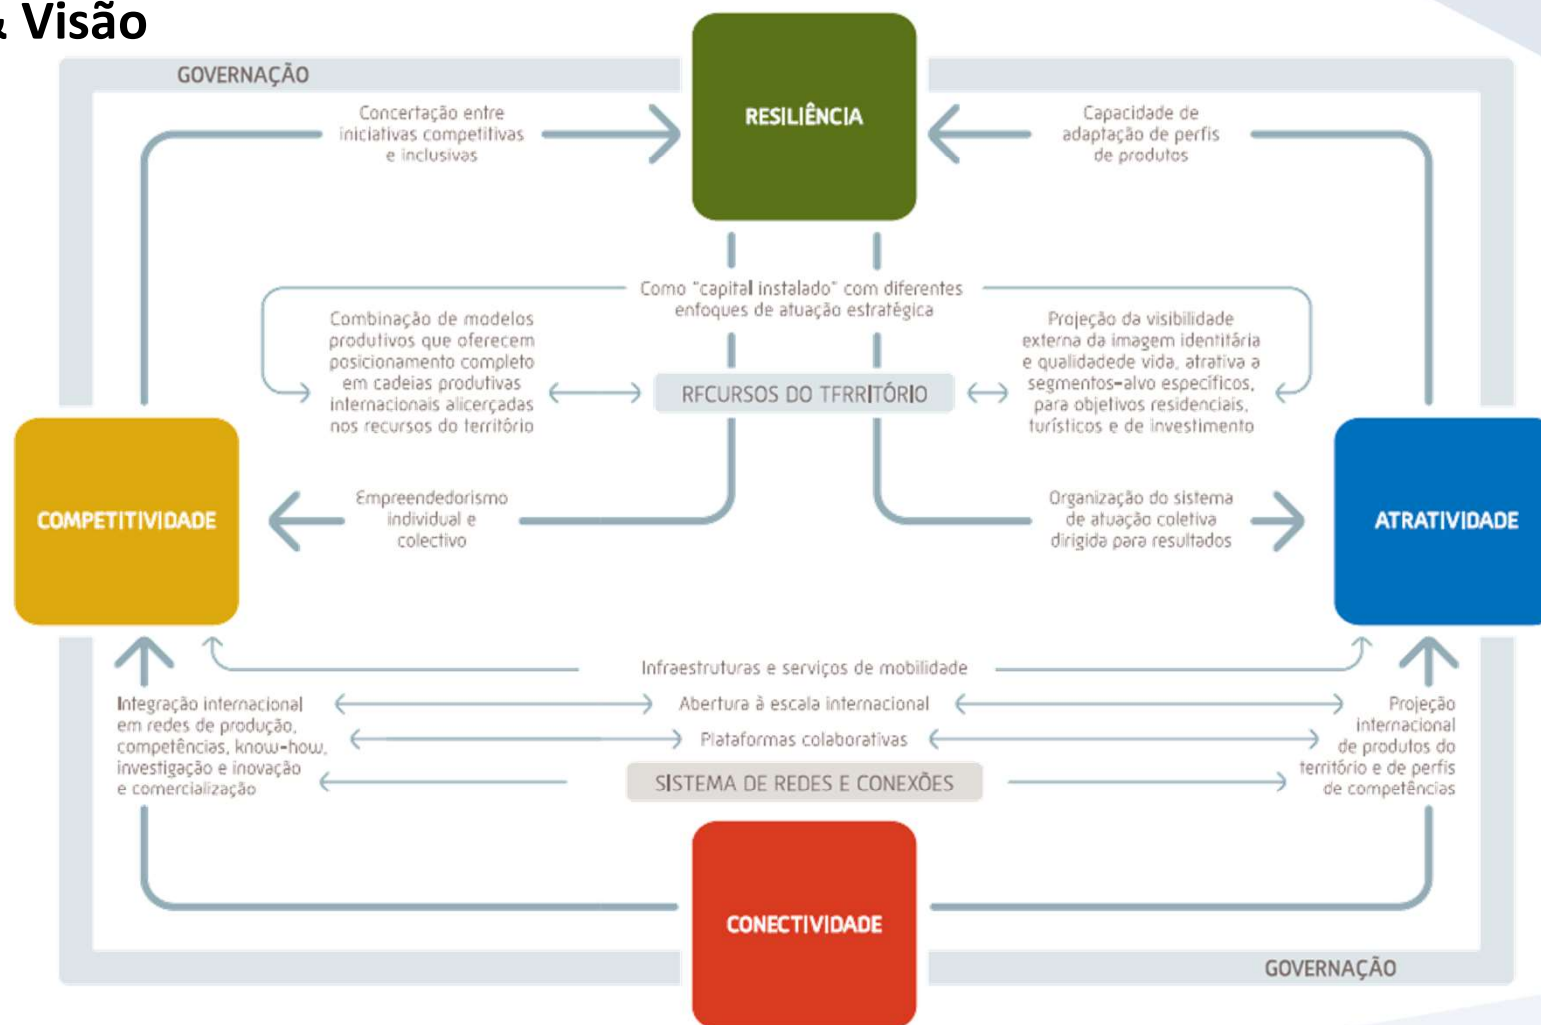 & Visão
GOVERNAÇÃO
RESILIÊNCIA
Concertação entre
iniciativas competitivas
e inclusivas
Capacidade de
adaptação de perfis
de produtos
Como "capital instalado" com diferentes
enfoques de atuação estratégica
Combinação de modelos
produtivos que oferecem
posicionamento completo
em cadeias produtivas
internacionais alicerçadas
nos recursos do território
RECURSOS DO TERRITÓRIO
Projeção da visibilidade
externa da imagem identitária
e qualidadede vida, atrativa a
segmentos-alvo específicos,
para objetivos residenciais,
turísticos e de investimento
COMPETITIVIDADE
Empreendedorismo
individual e
colectivo
Organização do sistema
de atuação coletiva
dirigida para resultados
ATRATIVIDADE
Infraestruturas e serviços de mobilidade
Abertura à escala internacional
Plataformas colaborativas
SISTEMA DE REDES E CONEXÕES
Integração internacional
em redes de produção,
competências, know-how,
investigação e inovação
e comercialização
Projeção
internacional
de produtos do
território e de perfis
de competências
CONECTIVIDADE
GOVERNAÇÃO